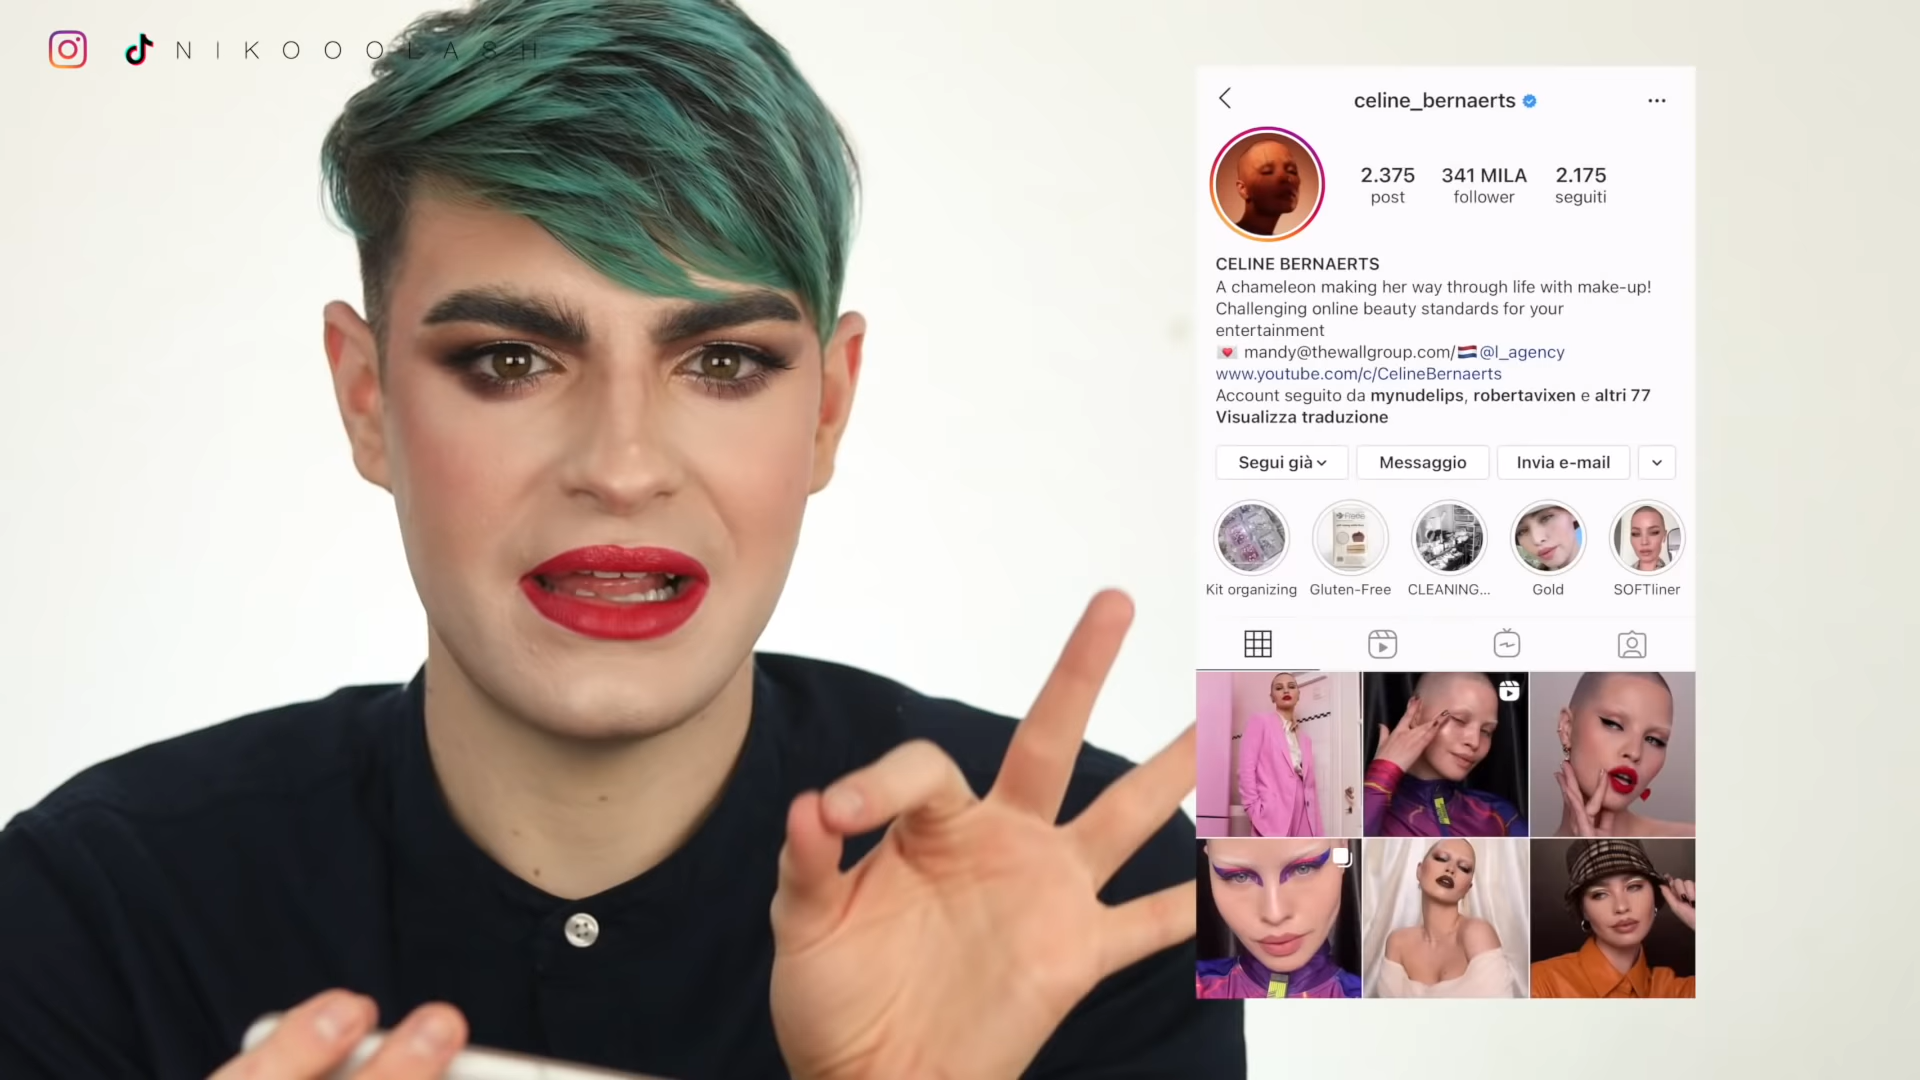 NIKOOOLASH
celine_bernaerts
2.375 341 MILA 2.175
post follower seguiti
CELINE BERNAERTS
A chameleon making her way through life with make-up!
Challenging online beauty standards for your
entertainment
💌 mandy@thewallgroup.com/🇳🇱@l_agency
www.youtube.com/c/CelineBernaerts
Account seguito da mynudelips, robertavixen e altri 77
Visualizza traduzione
Segui già Messaggio Invia e-mail
Kit organizing Gluten-Free CLEANING... Gold SOFTliner